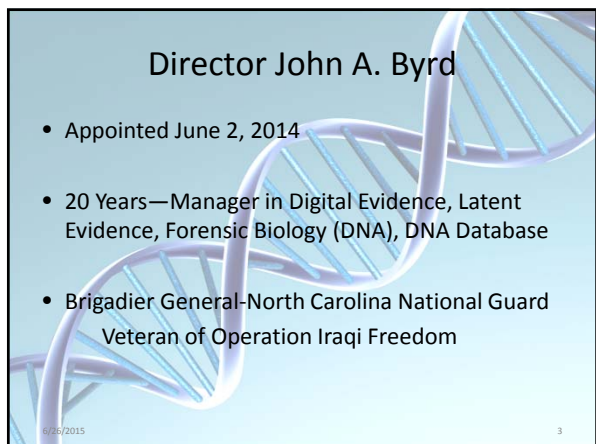 Director John A. Byrd
• Appointed June 2, 2014
• 20 Years—Manager in Digital Evidence, Latent
Evidence, Forensic Biology (DNA), DNA Database
• Brigadier General-North Carolina National Guard
Veteran of Operation Iraqi Freedom
6/26/2015
3